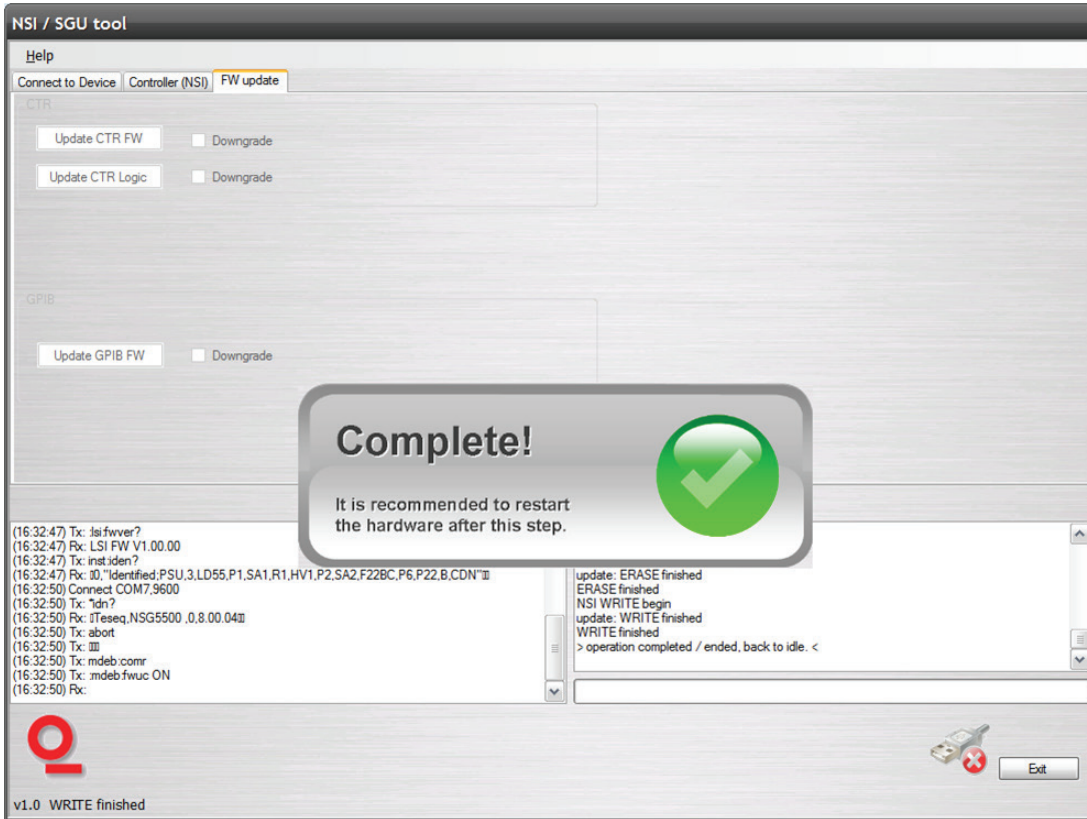 NSI / SGU tool
Help
Connect to Device Controller (NSI) FW update
CTR
Update CTR FW Downgrade
Update CTR Logic Downgrade
GPIB
Update GPIB FW Downgrade
Complete!
It is recommended to restart
the hardware after this step.
(16:32:47) Tx: :lsi:fwver?
(16:32:47) Rx: LSI FW V1.00.00
(16:32:47) Tx: inst:iden?
(16:32:47) Rx: 0,"Identified;PSU,3,LD55,P1,SA1,R1,HV1,P2,SA2,F22BC,P6,P22,B,CDN"
(16:32:50) Connect COM7,9600
(16:32:50) Tx: *idn?
(16:32:50) Rx: Teseq,NSG5500 ,0,8.00.04
(16:32:50) Tx: abort
(16:32:50) Tx:
(16:32:50) Tx: mdeb:comr
(16:32:50) Tx: :mdeb:fwuc ON
(16:32:50) Rx:
update: ERASE finished
ERASE finished
NSI WRITE begin
update: WRITE finished
WRITE finished
> operation completed / ended, back to idle. <
Exit
v1.0 WRITE finished